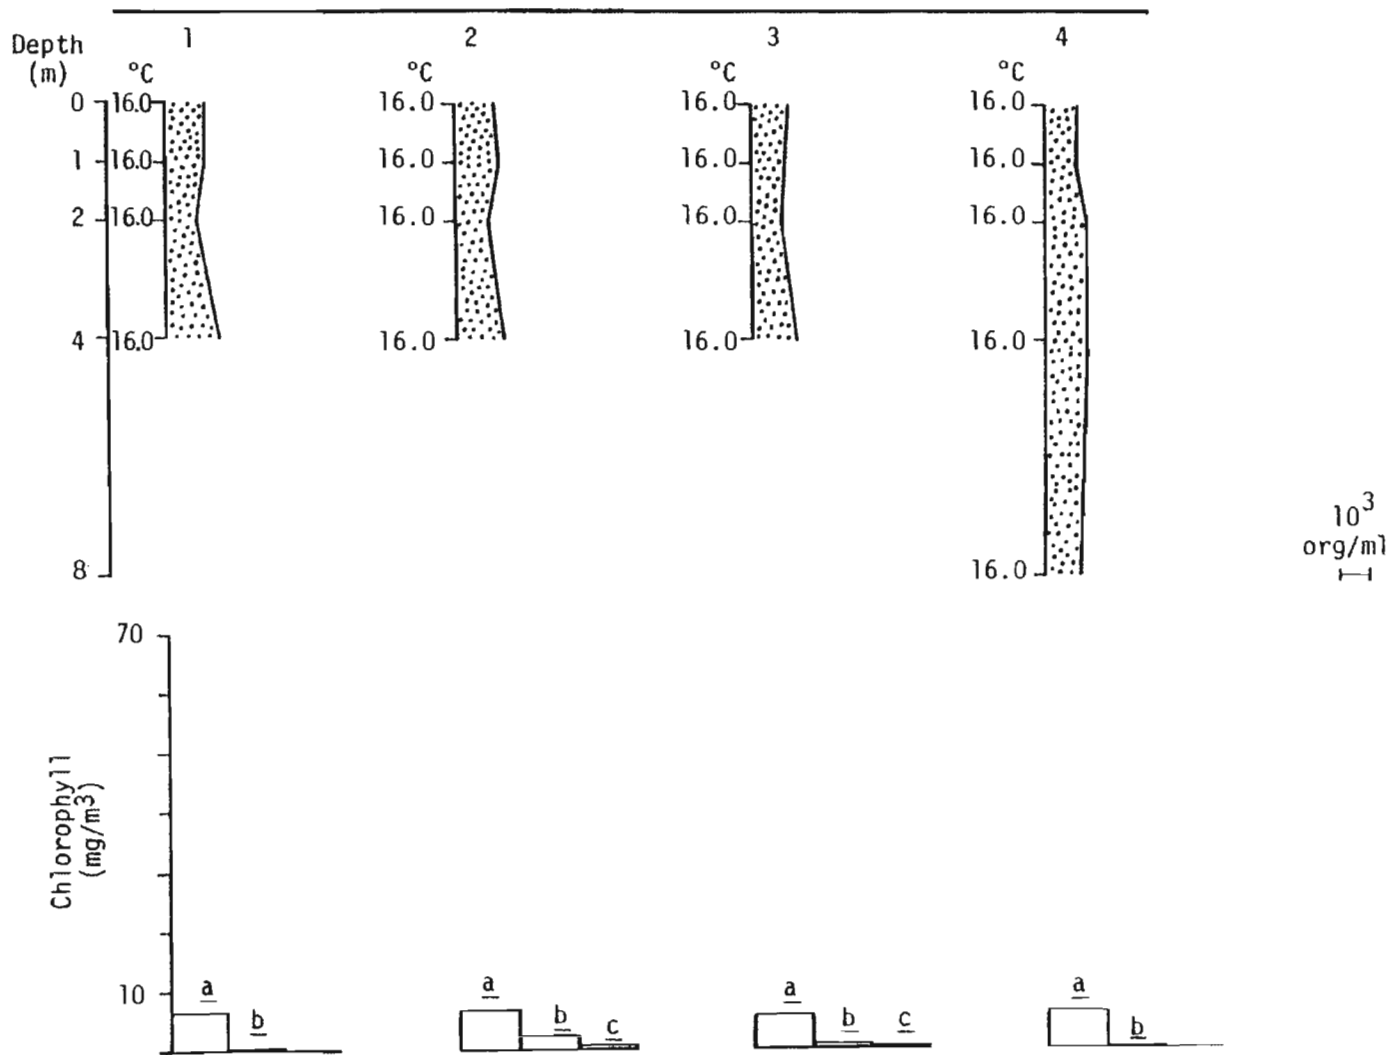 1 2 3 4
Depth
(m)
°C °C °C °C
0 16.0 16.0 16.0 16.0
1 16.0 16.0 16.0 16.0
2 16.0 16.0 16.0 16.0
4 16.0 16.0 16.0 16.0
8 16.0
10³
org/ml
70
Chlorophyll
(mg/m³)
10
a b
a b c
a b c
a b